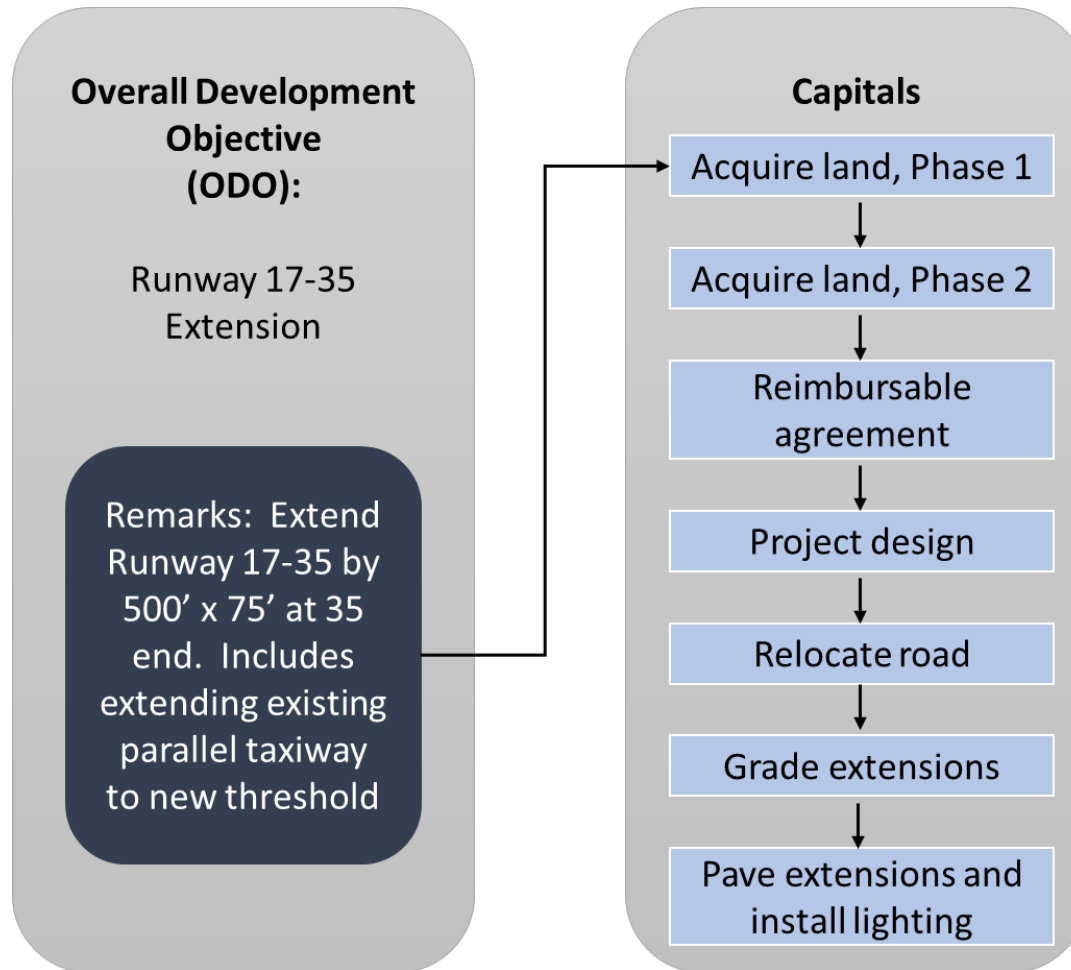 Overall Development
Objective
(ODO):
Runway 17-35
Extension
Remarks:  Extend
Runway 17-35 by
500’ x 75’ at 35
end.  Includes
extending existing
parallel taxiway
to new threshold
Capitals
Acquire land, Phase 1
Acquire land, Phase 2
Reimbursable
agreement
Project design
Relocate road
Grade extensions
Pave extensions and
install lighting